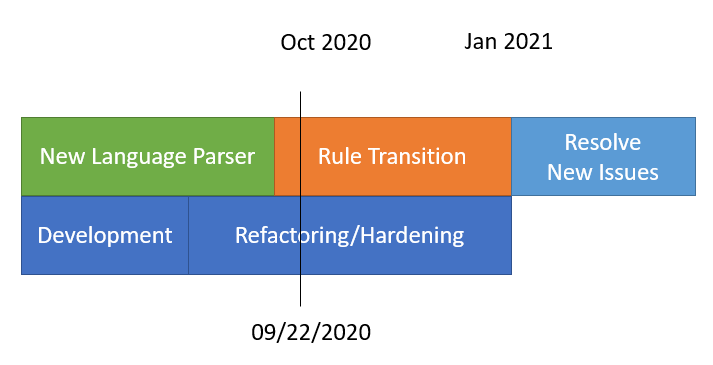 Oct 2020
Jan 2021
New Language Parser
Rule Transition
Resolve
New Issues
Development
Refactoring/Hardening
09/22/2020